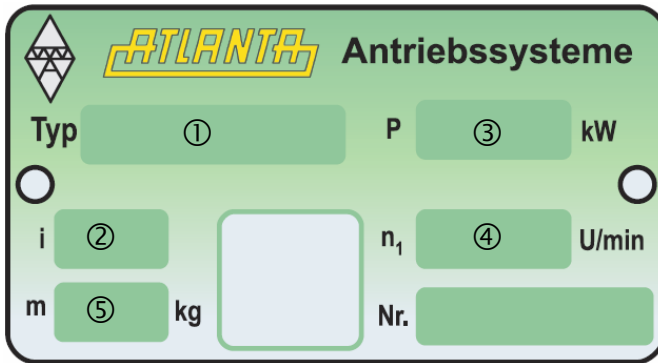 ATLANTA Antriebssysteme
Typ ① P ③ kW
i ② n₁ ④ U/min
m ⑤ kg Nr.